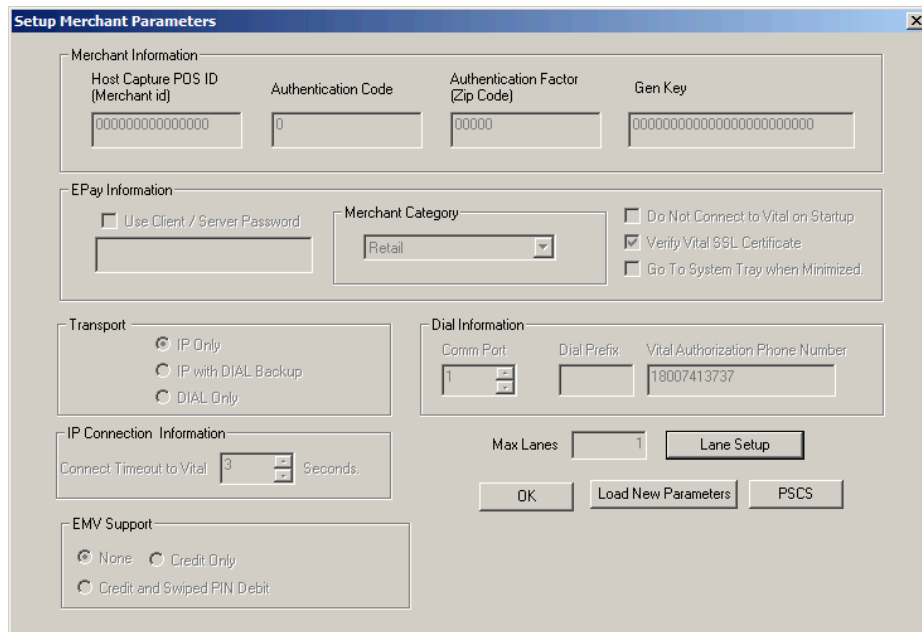 Setup Merchant Parameters
Merchant Information
Host Capture POS ID
(Merchant id)
Authentication Code
Authentication Factor
(Zip Code)
Gen Key
000000000000000
0
00000
000000000000000000000000
EPay Information
Use Client / Server Password
Merchant Category
Retail
Do Not Connect to Vital on Startup
Verify Vital SSL Certificate
Go To System Tray when Minimized.
Transport
IP Only
IP with DIAL Backup
DIAL Only
Dial Information
Comm Port
Dial Prefix
Vital Authorization Phone Number
1
18007413737
IP Connection Information
Connect Timeout to Vital
3
Seconds.
Max Lanes
1
Lane Setup
OK
Load New Parameters
PSCS
EMV Support
None
Credit Only
Credit and Swiped PIN Debit